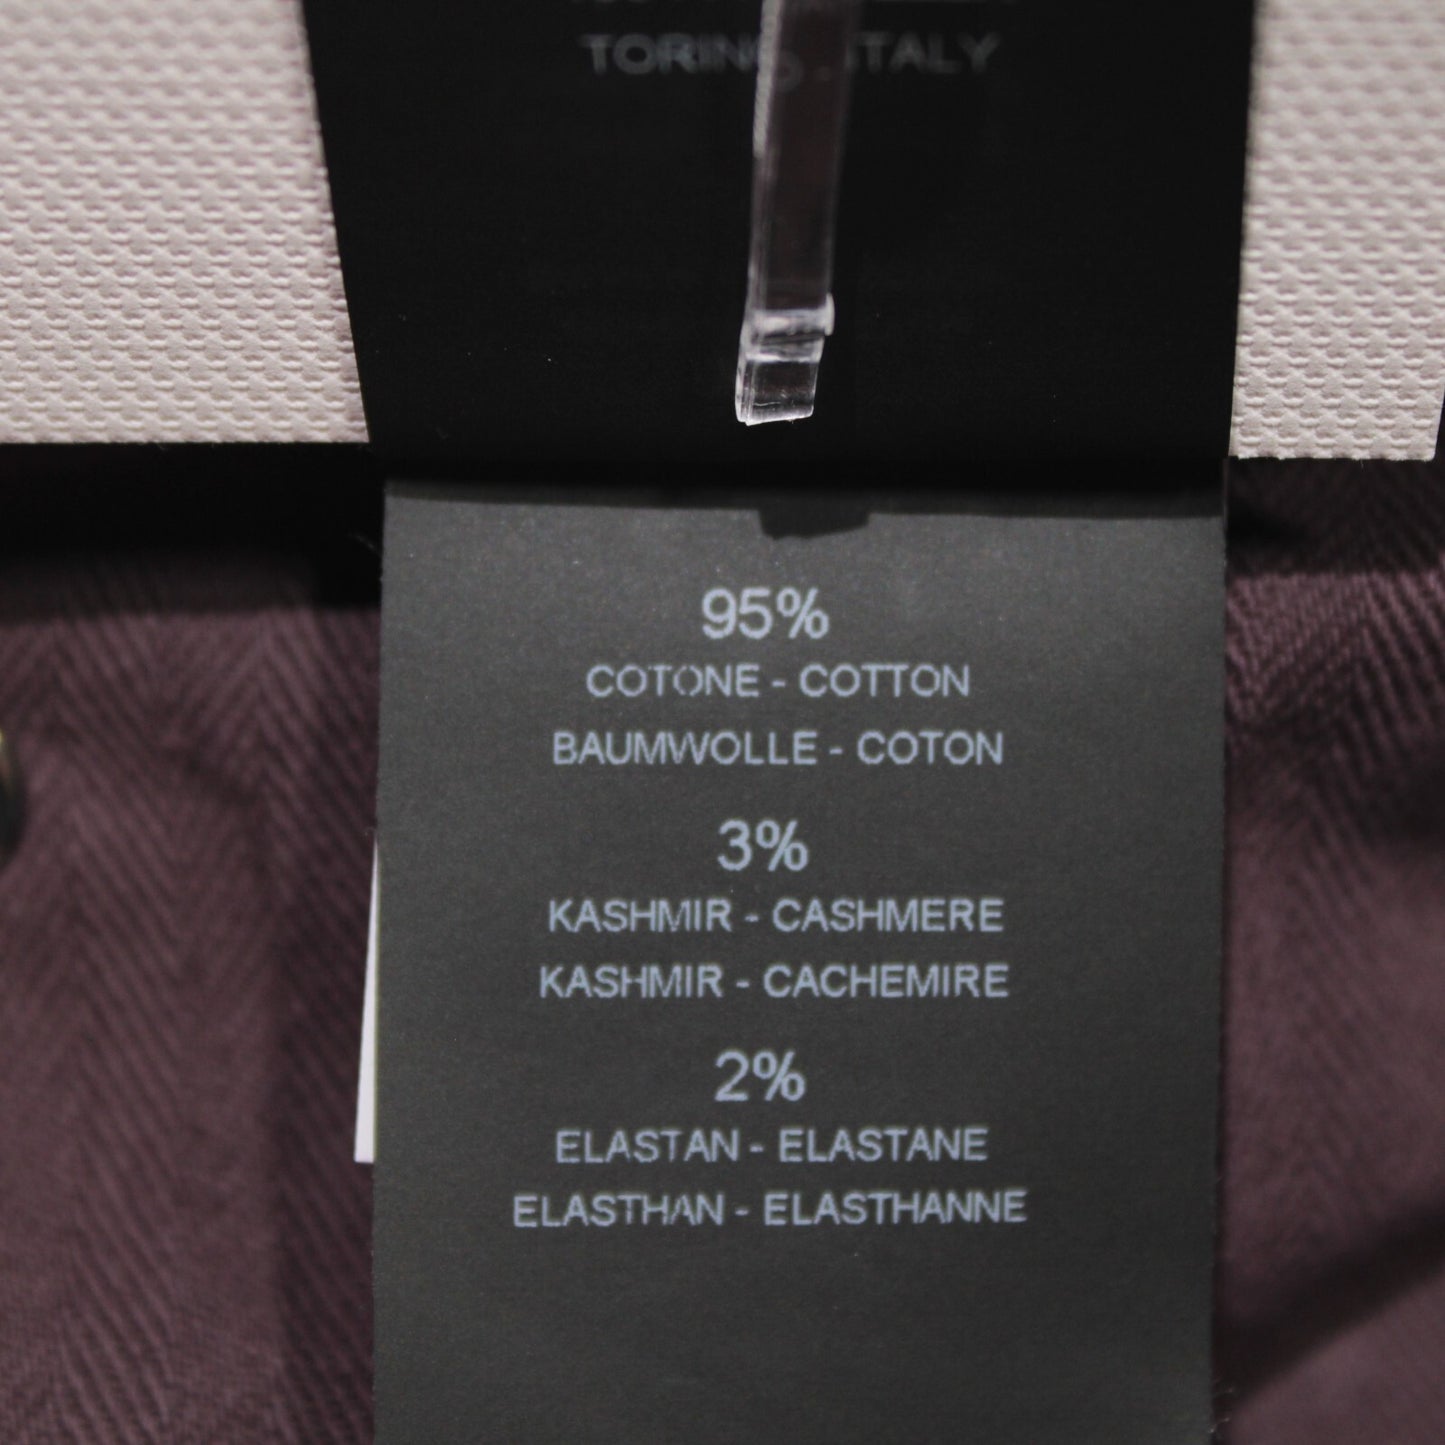 TORINO - ITALY
95%
COTONE - COTTON
BAUMWOLLE - COTON
3%
KASHMIR - CASHMERE
KASHMIR - CACHEMIRE
2%
ELASTAN - ELASTANE
ELASTHAN - ELASTHANNE